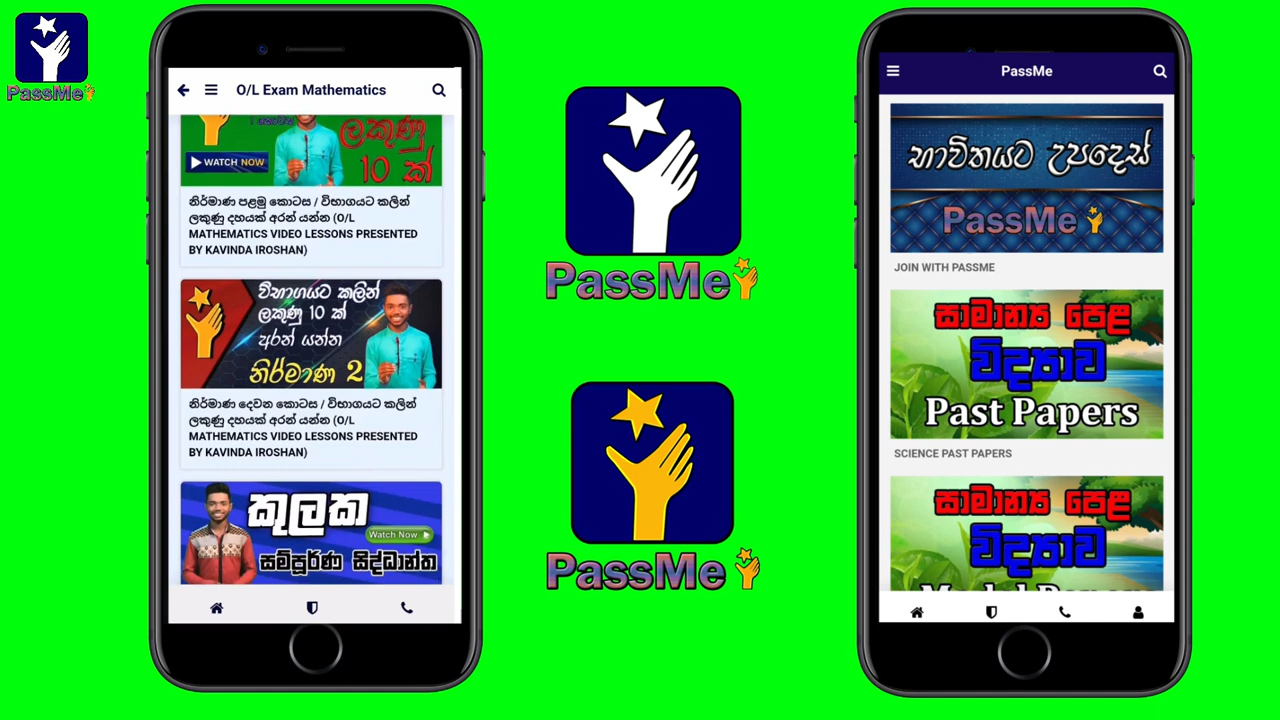 PassMe
O/L Exam Mathematics
ලකුණු
WATCH NOW
10 ක්
නිර්මාණ පළමු කොටස / විභාගයට කලින්
ලකුණු දහයක් අරන් යන්න (O/L
MATHEMATICS VIDEO LESSONS PRESENTED
BY KAVINDA IROSHAN)
විභාගයට කලින්
ලකුණු 10 ක්
අරන් යන්න
නිර්මාණ 2
නිර්මාණ දෙවන කොටස / විභාගයට කලින්
ලකුණු දහයක් අරන් යන්න (O/L
MATHEMATICS VIDEO LESSONS PRESENTED
BY KAVINDA IROSHAN)
කුලක
Watch Now
සම්පූර්ණ සිද්ධාන්ත
PassMe
PassMe
PassMe
භාවිතයට උපදෙස්
PassMe
JOIN WITH PASSME
සාමාන්‍ය පෙළ
විද්‍යාව
Past Papers
SCIENCE PAST PAPERS
සාමාන්‍ය පෙළ
විද්‍යාව